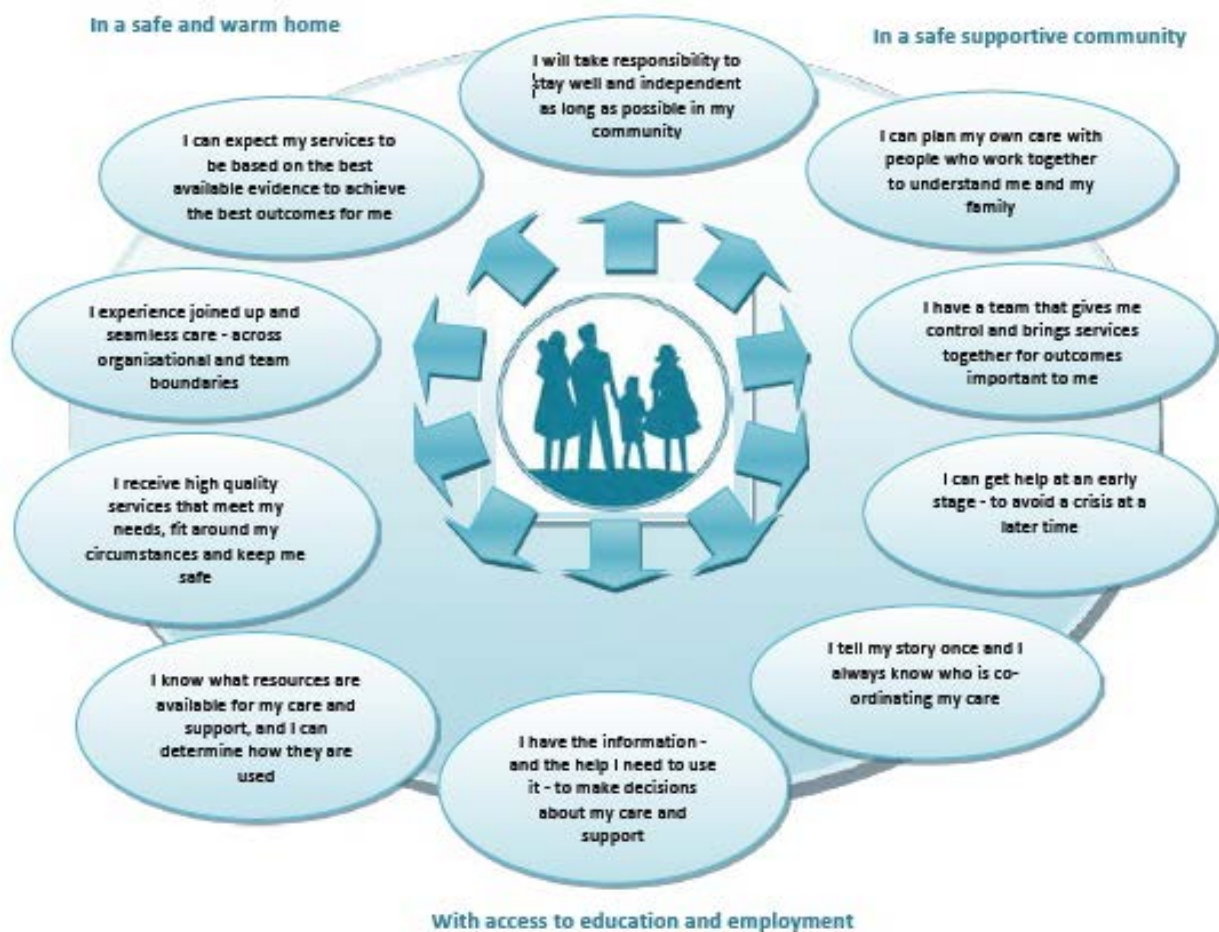 In a safe and warm home
In a safe supportive community
I will take responsibility to
stay well and independent
as long as possible in my
community
I can plan my own care with
people who work together
to understand me and my
family
I have a team that gives me
control and brings services
together for outcomes
important to me
I can get help at an early
stage - to avoid a crisis at a
later time
I tell my story once and I
always know who is co-
ordinating my care
I have the information -
and the help I need to use
it - to make decisions
about my care and
support
I know what resources are
available for my care and
support, and I can
determine how they are
used
I receive high quality
services that meet my
needs, fit around my
circumstances and keep me
safe
I experience joined up and
seamless care - across
organisational and team
boundaries
I can expect my services to
be based on the best
available evidence to achieve
the best outcomes for me
With access to education and employment